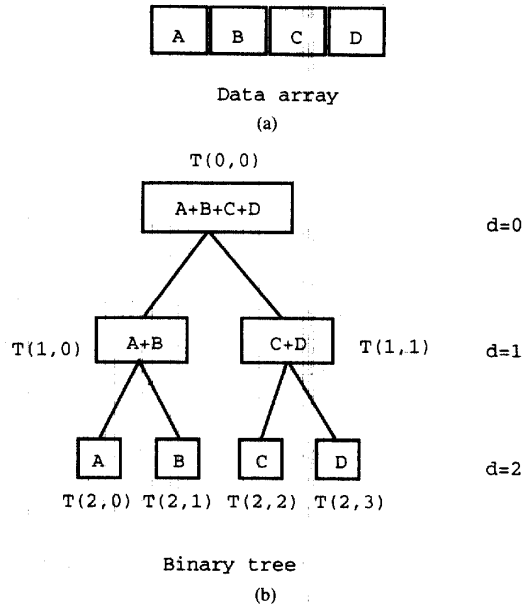 A B C D
Data array
(a)
T(0,0)
A+B+C+D d=0
T(1,0) A+B C+D T(1,1) d=1
A B C D d=2
T(2,0) T(2,1) T(2,2) T(2,3)
Binary tree
(b)